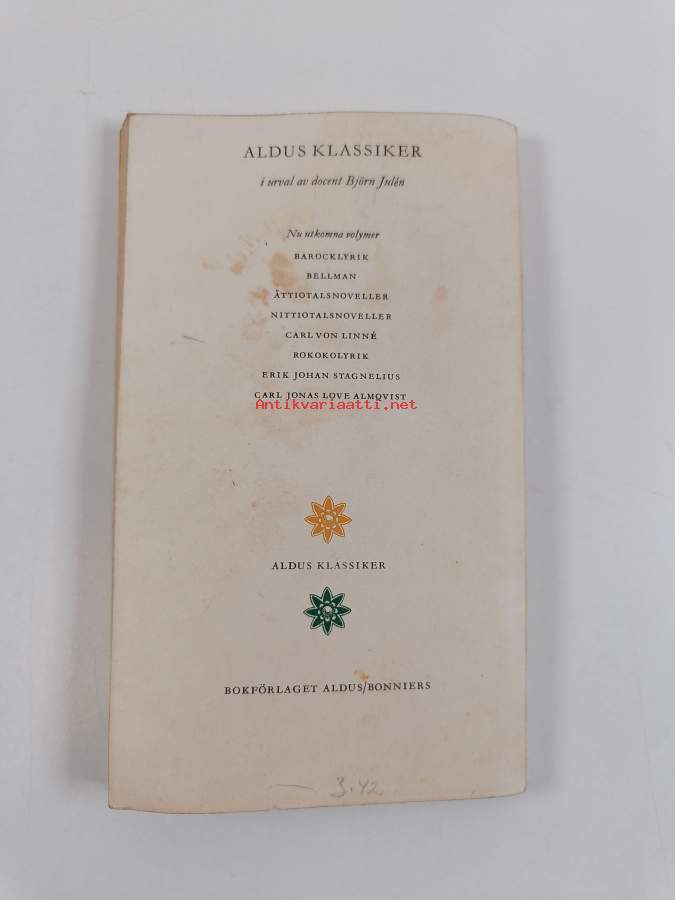 ALDUS KLASSIKER
i urval av docent Björn Julén
Nu utkomna volymer
BAROCKLYRIK
BELLMAN
ÅTTIOTALSNOVELLER
NITTIOTALSNOVELLER
CARL VON LINNÉ
ROKOKOLYRIK
ERIK JOHAN STAGNELIUS
CARL JONAS LOVE ALMQVIST
Antikvariaatti.net
ALDUS KLASSIKER
BOKFÖRLAGET ALDUS/BONNIERS
3.42